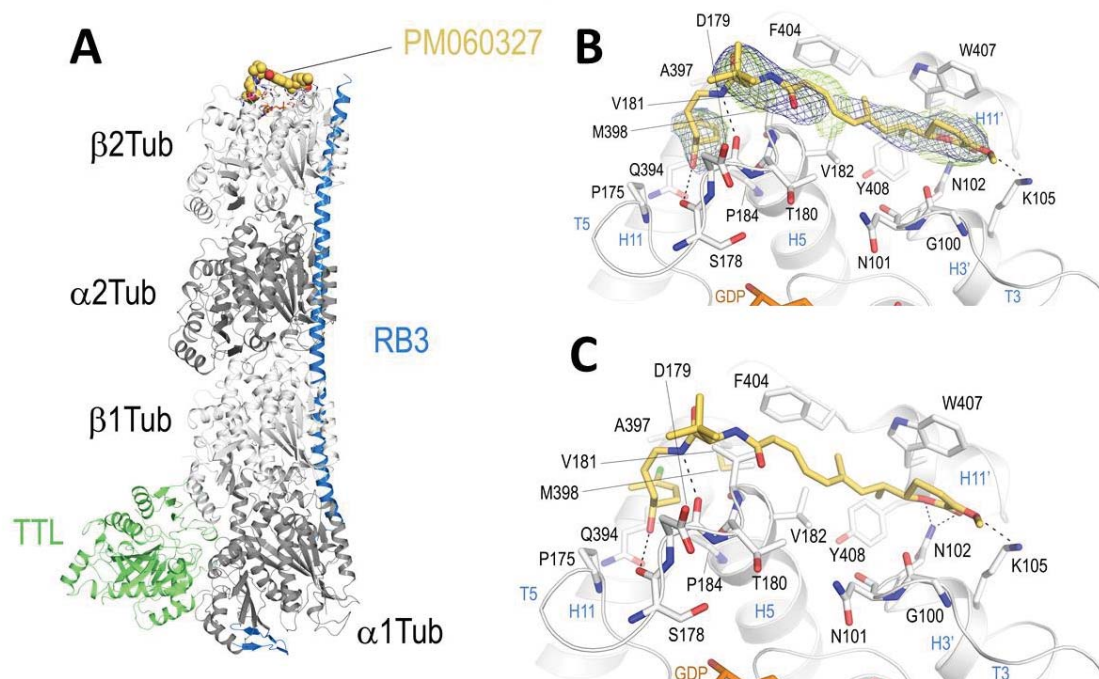 A
PM060327
β2Tub
α2Tub
RB3
β1Tub
TTL
α1Tub
B
D179
F404
W407
A397
V181
M398
H11'
Q394
P175
V182
Y408
N102
K105
T5
H11
P184
T180
H5
G100
S178
N101
H3'
T3
GDP
C
D179
F404
W407
A397
V181
M398
H11'
Q394
P175
V182
Y408
N102
K105
T5
H11
P184
T180
H5
G100
S178
N101
H3'
T3
GDP